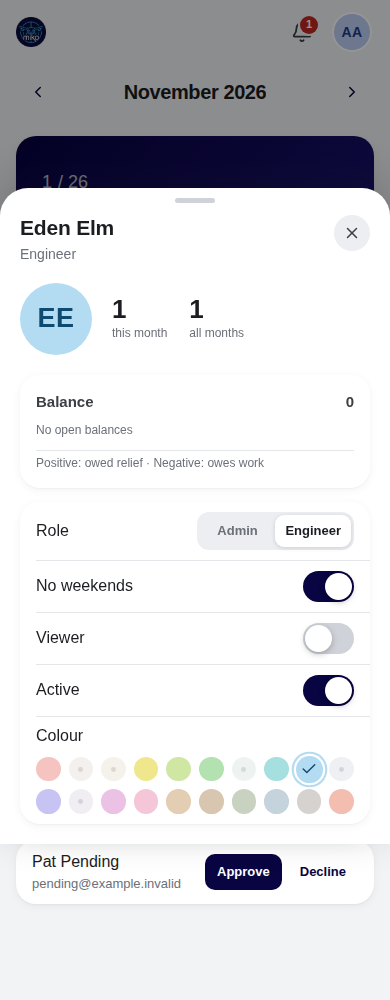 miko
1
AA
November 2026
1 / 26
Eden Elm
Engineer
EE
1
this month
1
all months
Balance
0
No open balances
Positive: owed relief · Negative: owes work
Role
Admin
Engineer
No weekends
Viewer
Active
Colour
Pat Pending
pending@example.invalid
Approve
Decline